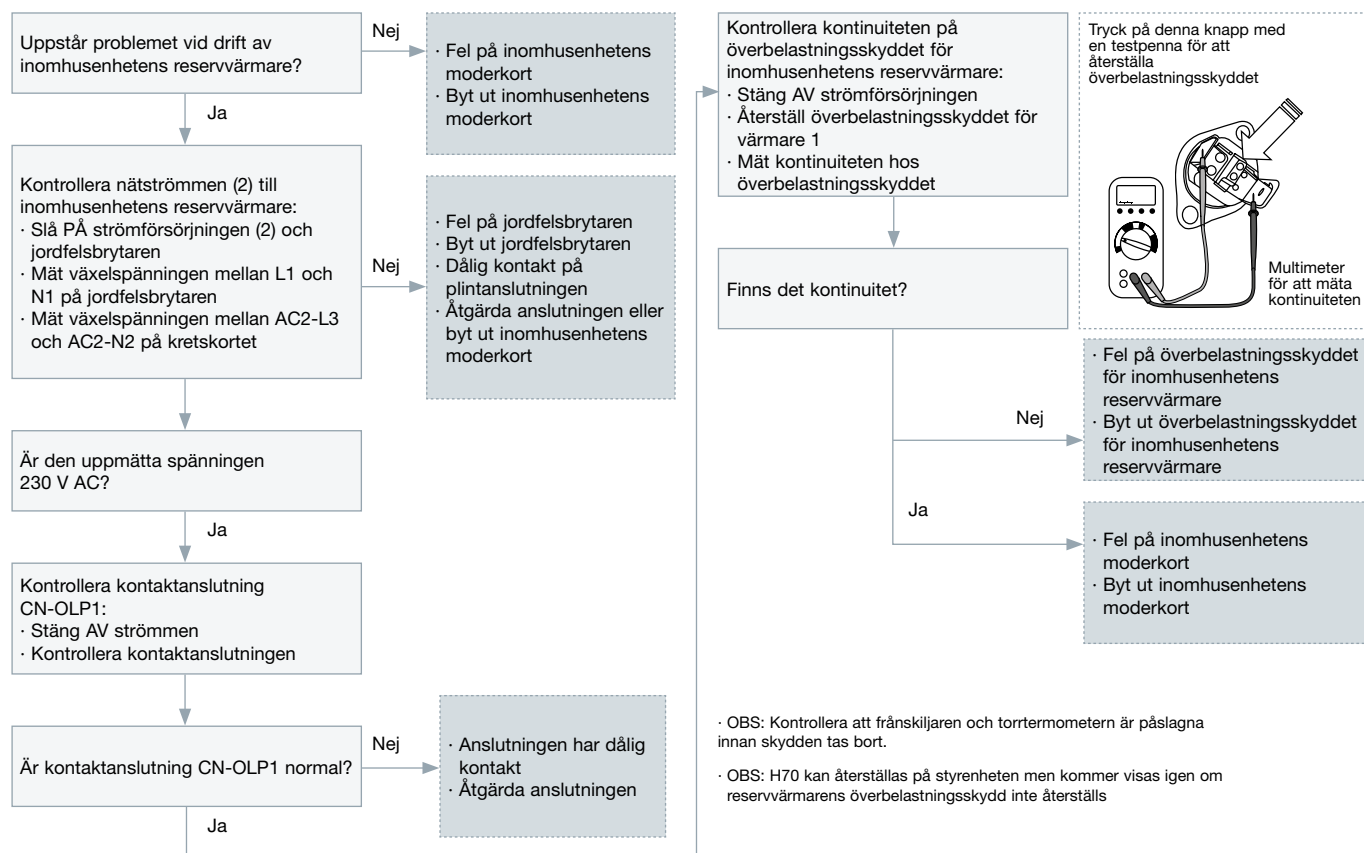 Uppstår problemet vid drift av
inomhusenhetens reservvärmare?
Nej
· Fel på inomhusenhetens
moderkort
· Byt ut inomhusenhetens
moderkort
Ja
Kontrollera nätströmmen (2) till
inomhusenhetens reservvärmare:
· Slå PÅ strömförsörjningen (2) och
jordfelsbrytaren
· Mät växelspänningen mellan L1 och
N1 på jordfelsbrytaren
· Mät växelspänningen mellan AC2-L3
och AC2-N2 på kretskortet
Nej
· Fel på jordfelsbrytaren
· Byt ut jordfelsbrytaren
· Dålig kontakt på
plintanslutningen
· Åtgärda anslutningen eller
byt ut inomhusenhetens
moderkort
Är den uppmätta spänningen
230 V AC?
Ja
Kontrollera kontaktanslutning
CN-OLP1:
· Stäng AV strömmen
· Kontrollera kontaktanslutningen
Är kontaktanslutning CN-OLP1 normal?
Nej
· Anslutningen har dålig
kontakt
· Åtgärda anslutningen
Ja
Kontrollera kontinuiteten på
överbelastningsskyddet för
inomhusenhetens reservvärmare:
· Stäng AV strömförsörjningen
· Återställ överbelastningsskyddet för
värmare 1
· Mät kontinuiteten hos
överbelastningsskyddet
Tryck på denna knapp med
en testpenna för att
återställa
överbelastningsskyddet
Multimeter
för att mäta
kontinuiteten
Finns det kontinuitet?
Nej
· Fel på överbelastningsskyddet
för inomhusenhetens
reservvärmare
· Byt ut överbelastningsskyddet
för inomhusenhetens
reservvärmare
Ja
· Fel på inomhusenhetens
moderkort
· Byt ut inomhusenhetens
moderkort
· OBS: Kontrollera att frånskiljaren och torrtermometern är påslagna
innan skydden tas bort.
· OBS: H70 kan återställas på styrenheten men kommer visas igen om
reservvärmarens överbelastningsskydd inte återställs